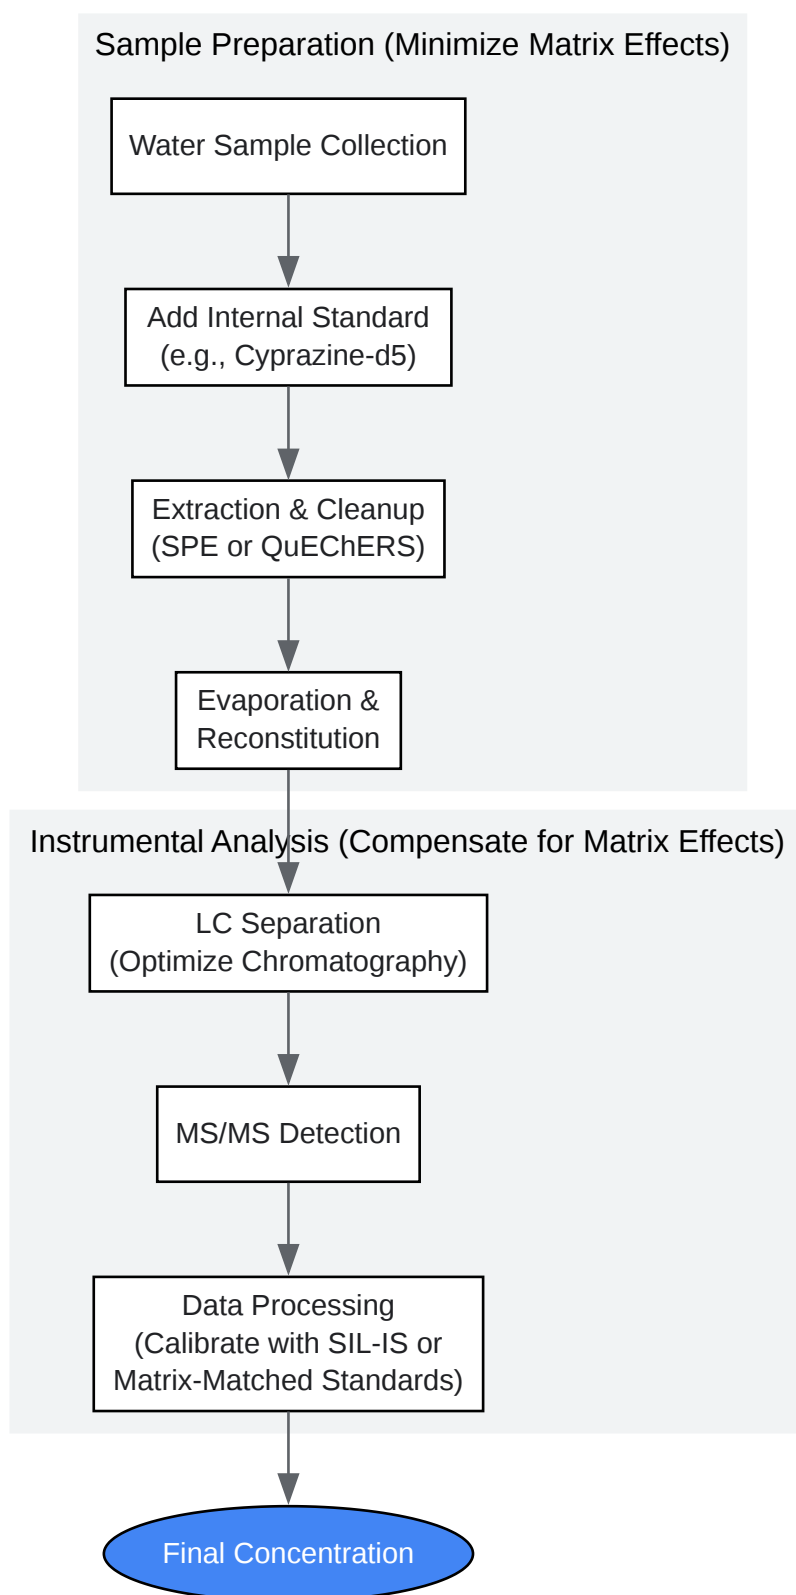 Sample Preparation (Minimize Matrix Effects)
Water Sample Collection
Add Internal Standard
(e.g., Cyprazine-d5)
Extraction & Cleanup
(SPE or QuEChERS)
Evaporation &
Reconstitution
Instrumental Analysis (Compensate for Matrix Effects)
LC Separation
(Optimize Chromatography)
MS/MS Detection
Data Processing
(Calibrate with SIL-IS or
Matrix-Matched Standards)
Final Concentration